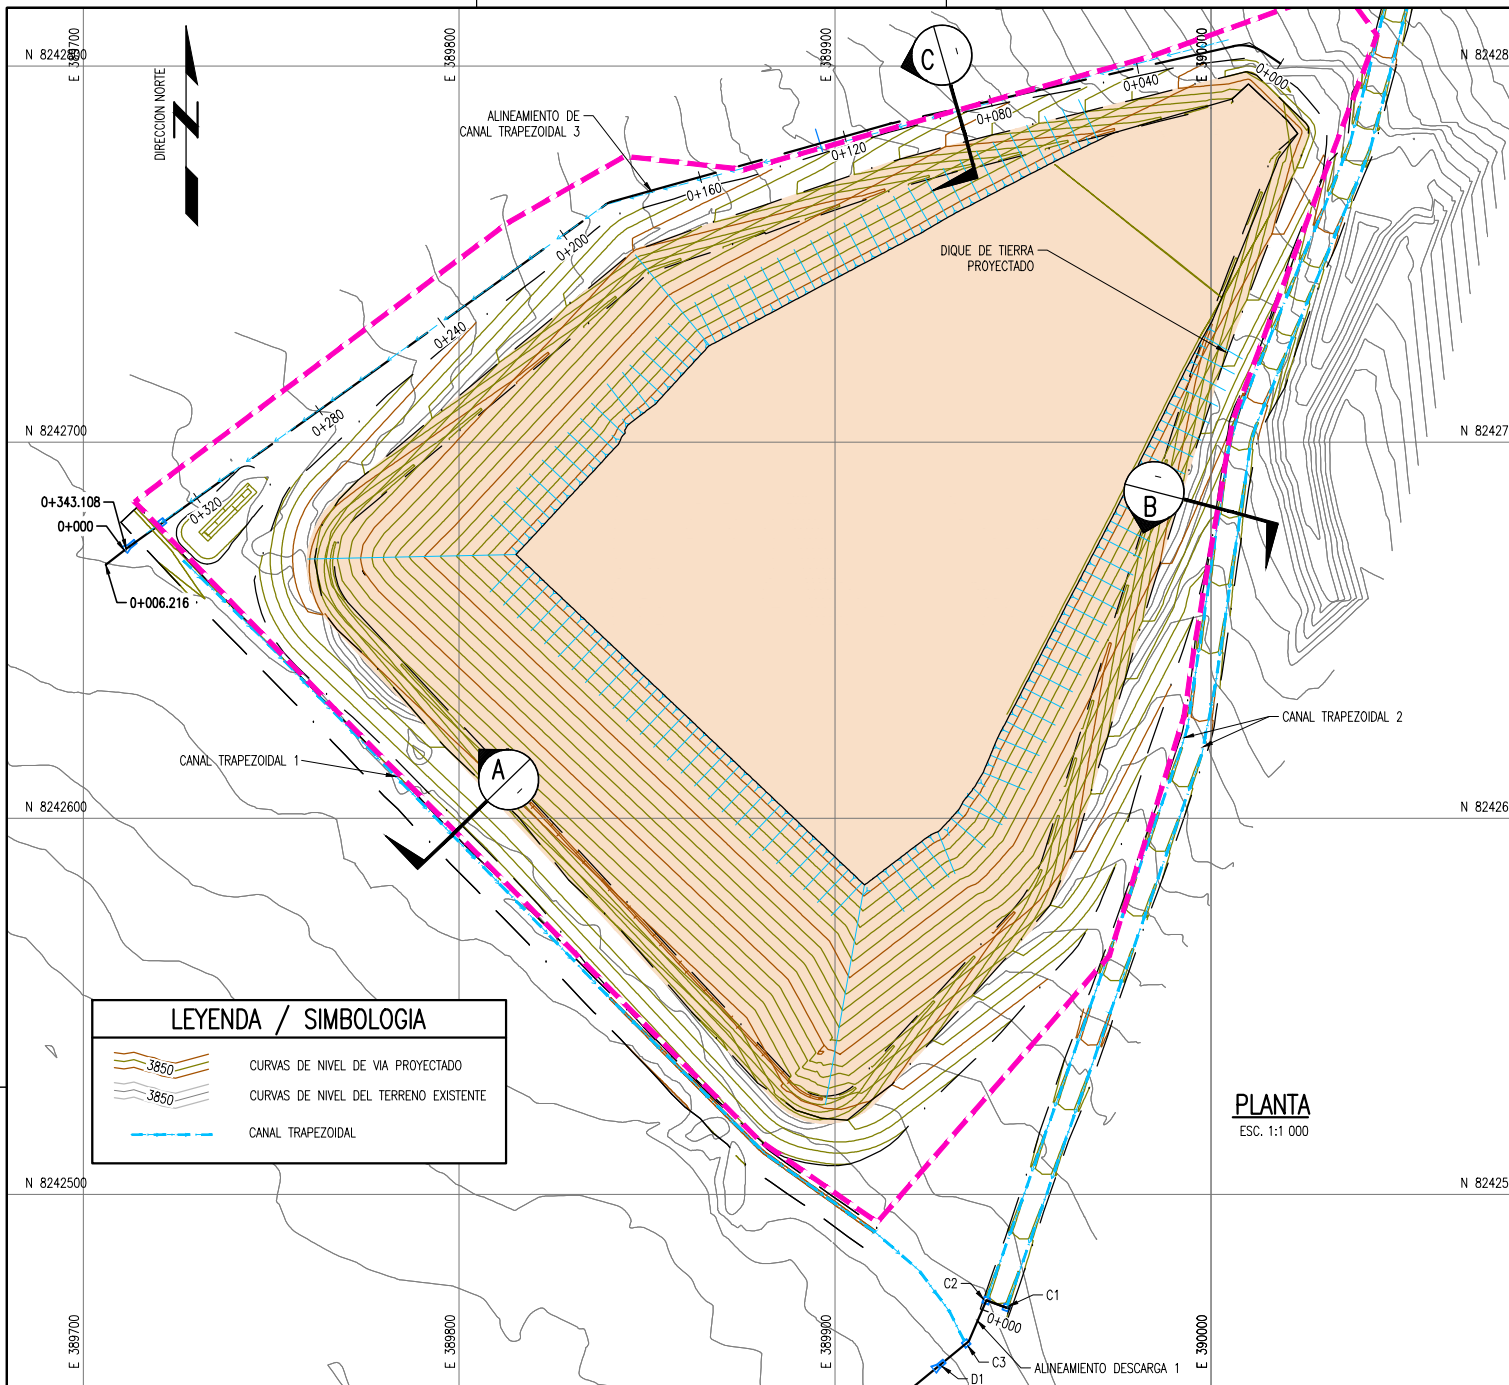 E 389700
E 389800
E 389900
E 390000
N 8242800
N 82428
DIRECCION NORTE
N
ALINEAMIENTO DE
CANAL TRAPEZOIDAL 3
C
0+000
0+040
0+080
0+120
0+160
0+200
0+240
0+280
0+320
DIQUE DE TIERRA
PROYECTADO
N 8242700
N 82427
0+343.108
0+000
0+006.216
B
CANAL TRAPEZOIDAL 2
CANAL TRAPEZOIDAL 1
A
N 8242600
N 82426
LEYENDA / SIMBOLOGIA
3850
CURVAS DE NIVEL DE VIA PROYECTADO
3850
CURVAS DE NIVEL DEL TERRENO EXISTENTE
CANAL TRAPEZOIDAL
PLANTA
ESC. 1:1 000
N 8242500
N 82425
C2
C1
0+000
C3
ALINEAMIENTO DESCARGA 1
D1
E 389700
E 389800
E 389900
E 390000